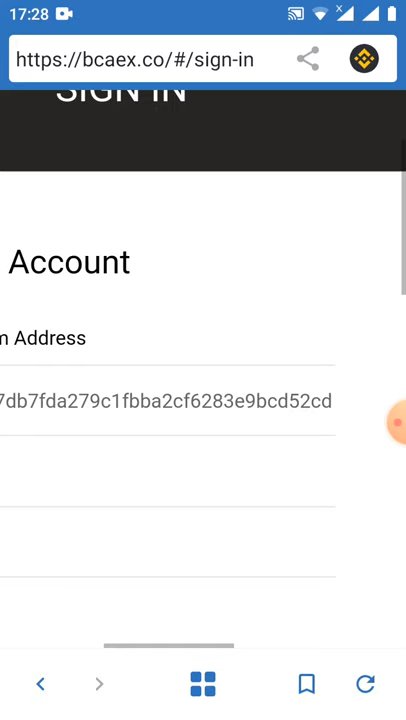 17:28
https://bcaex.co/#/sign-in
SIGN IN
Account
m Address
7db7fda279c1fbba2cf6283e9bcd52cd